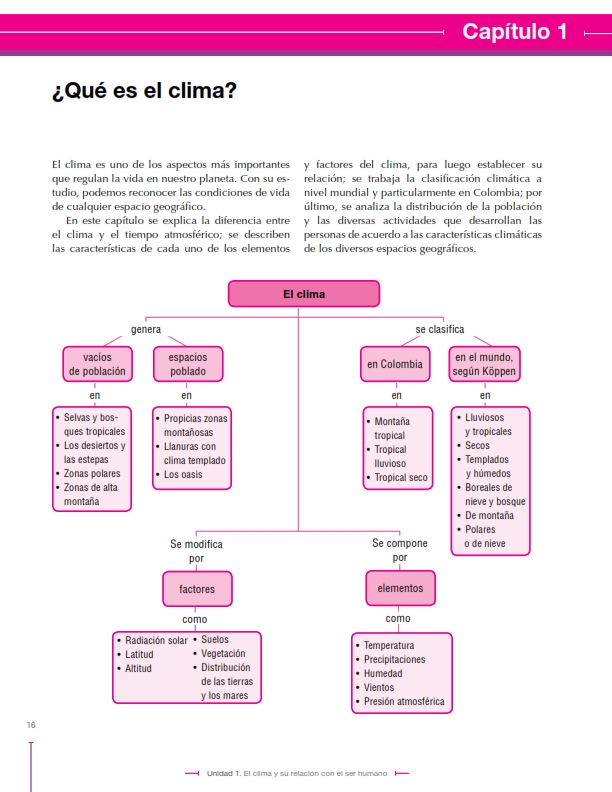 Capítulo 1
¿Qué es el clima?
El clima es uno de los aspectos más importantes
que regulan la vida en nuestro planeta. Con su es-
tudio, podemos reconocer las condiciones de vida
de cualquier espacio geográfico.
En este capítulo se explica la diferencia entre
el clima y el tiempo atmosférico; se describen
las características de cada uno de los elementos
y factores del clima, para luego establecer su
relación; se trabaja la clasificación climática a
nivel mundial y particularmente en Colombia; por
último, se analiza la distribución de la población
y las diversas actividades que desarrollan las
personas de acuerdo a las características climáticas
de los diversos espacios geográficos.
El clima
genera
vacíos
de población
en
• Selvas y bos-
ques tropicales
• Los desiertos y
las estepas
• Zonas polares
• Zonas de alta
montaña
espacios
poblado
en
• Propicias zonas
montañosas
• Llanuras con
clima templado
• Los oasis
se clasifica
en Colombia
en
• Montaña
tropical
• Tropical
lluvioso
• Tropical seco
en el mundo,
según Köppen
en
• Lluviosos
y tropicales
• Secos
• Templados
y húmedos
• Boreales de
nieve y bosque
• De montaña
• Polares
o de nieve
Se modifica
por
factores
como
• Radiación solar
• Latitud
• Altitud
• Suelos
• Vegetación
• Distribución
de las tierras
y los mares
Se compone
por
elementos
como
• Temperatura
• Precipitaciones
• Humedad
• Vientos
• Presión atmosférica
16
Unidad 1. El clima y su relación con el ser humano